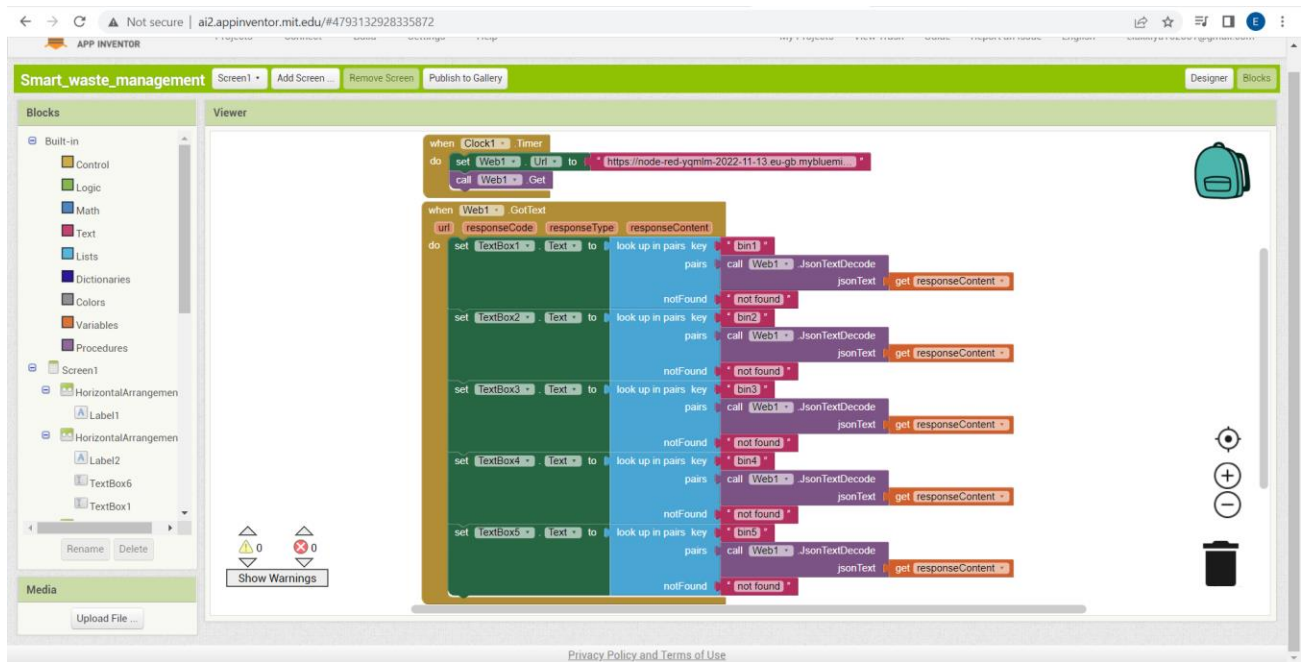 Not secure | ai2.appinventor.mit.edu/#4793132928335872
E
APP INVENTOR
My Projects View Trash Guide Report an Issue English
Smart_waste_management Screen1 Add Screen ... Remove Screen Publish to Gallery Designer Blocks
Blocks
Viewer
Built-in
Control
Logic
Math
Text
Lists
Dictionaries
Colors
Variables
Procedures
Screen1
HorizontalArrangemen
Label1
HorizontalArrangemen
Label2
TextBox6
TextBox1
Rename Delete
Media
Upload File ...
when Clock1 .Timer
do set Web1 . Url to " https://node-red-yqmlm-2022-11-13.eu-gb.mybluemi... "
call Web1 .Get
when Web1 .GotText
url responseCode responseType responseContent
do set TextBox1 . Text to look up in pairs key " bin1 "
pairs call Web1 .JsonTextDecode
jsonText get responseContent
notFound " not found "
set TextBox2 . Text to look up in pairs key " bin2 "
pairs call Web1 .JsonTextDecode
jsonText get responseContent
notFound " not found "
set TextBox3 . Text to look up in pairs key " bin3 "
pairs call Web1 .JsonTextDecode
jsonText get responseContent
notFound " not found "
set TextBox4 . Text to look up in pairs key " bin4 "
pairs call Web1 .JsonTextDecode
jsonText get responseContent
notFound " not found "
set TextBox5 . Text to look up in pairs key " bin5 "
pairs call Web1 .JsonTextDecode
jsonText get responseContent
notFound " not found "
0 0
Show Warnings
Privacy Policy and Terms of Use